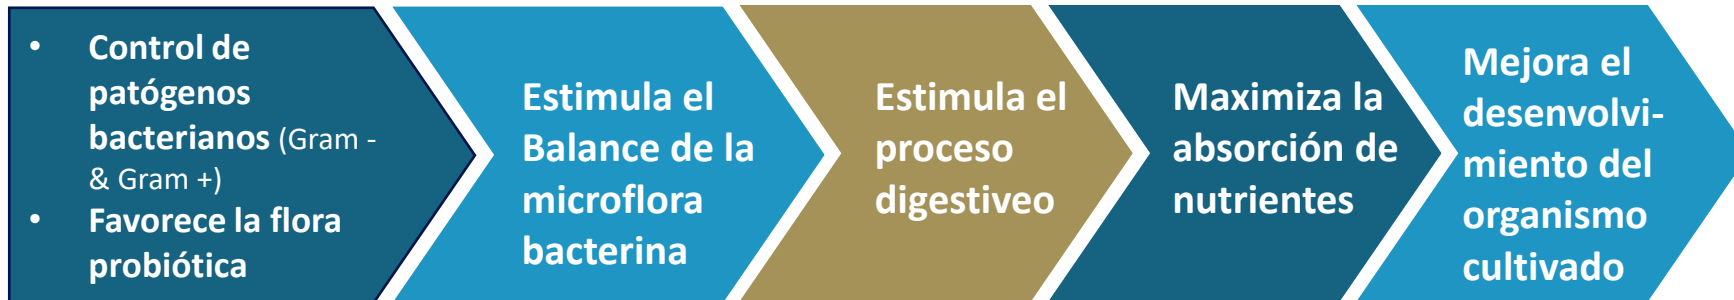 • Control de
patógenos
bacterianos (Gram -
& Gram +)
• Favorece la flora
probiótica
Estimula el
Balance de la
microflora
bacterina
Estimula el
proceso
digestiveo
Maximiza la
absorción de
nutrientes
Mejora el
desenvolvi-
miento del
organismo
cultivado